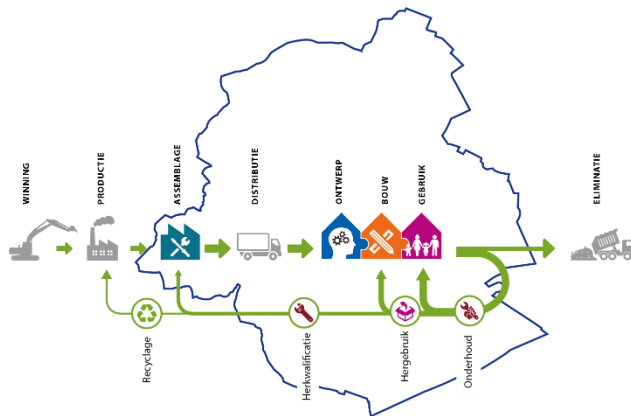 WINNING
PRODUCTIE
ASSEMBLAGE
DISTRIBUTIE
ONTWERP
BOUW
GEBRUIK
ELIMINATIE
Recyclage
Herkwalificatie
Hergebruik
Onderhoud